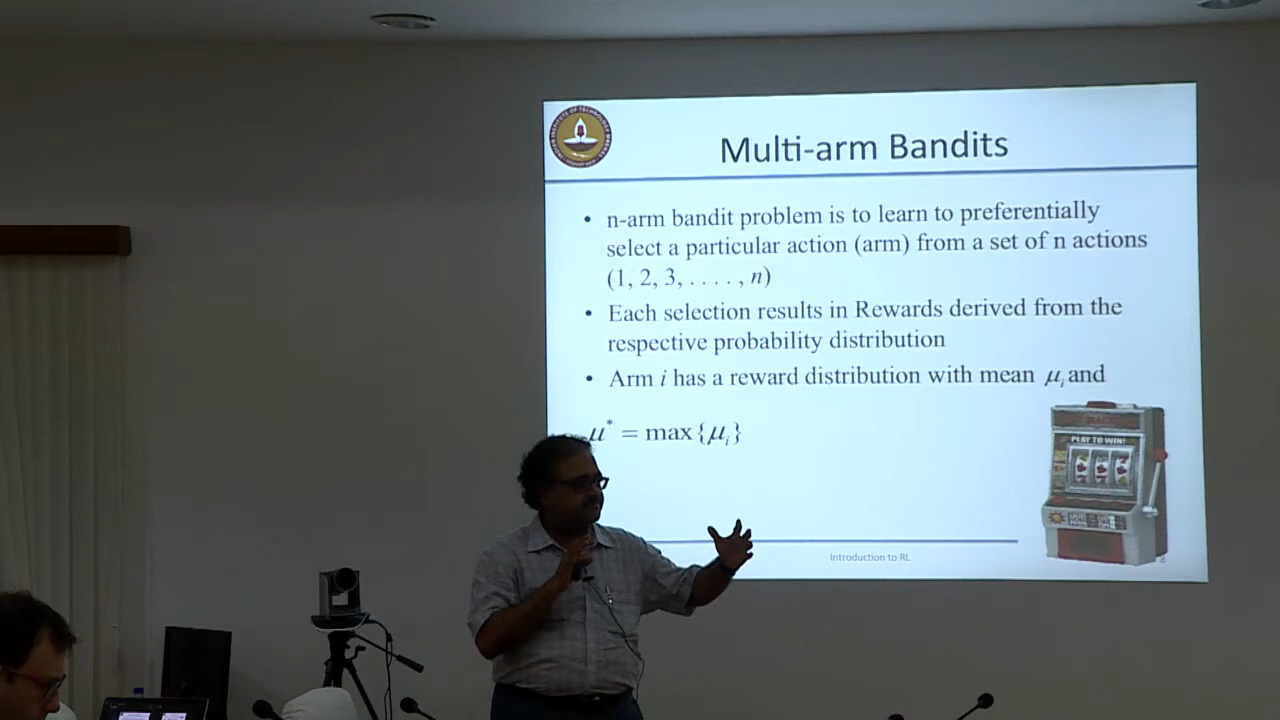 Multi-arm Bandits
• n-arm bandit problem is to learn to preferentially
select a particular action (arm) from a set of n actions
(1, 2, 3, . . . . , n)
• Each selection results in Rewards derived from the
respective probability distribution
• Arm i has a reward distribution with mean μᵢ and
μ* = max{μᵢ}
PLAY TO WIN!
Introduction to RL
8